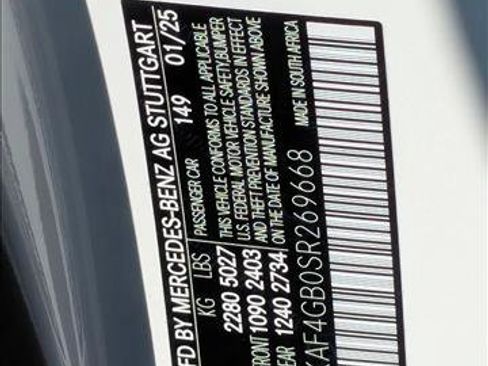 FD BY MERCEDES-BENZ AG STUTTGART
KG LBS PASSENGER CAR 149 01/25
2280 5027 THIS VEHICLE CONFORMS TO ALL APPLICABLE
U.S. FEDERAL MOTOR VEHICLE SAFETY,BUMPER
FRONT 1090 2403 AND THEFT PREVENTION STANDARDS IN EFFECT
EAR 1240 2734 ON THE DATE OF MANUFACTURE SHOWN ABOVE
MADE IN SOUTH AFRICA
AF4GB0SR269668